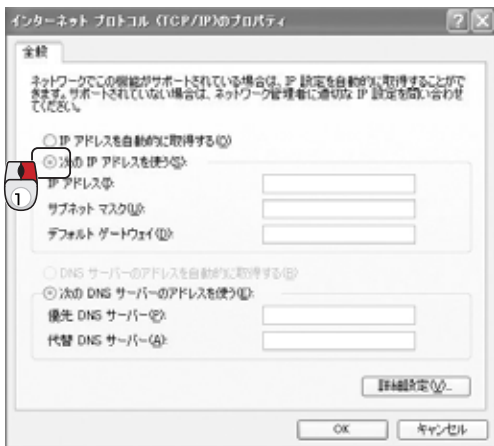 インターネット プロトコル (TCP/IP)のプロパティ
全般
ネットワークでこの機能がサポートされている場合は、IP 設定を自動的に取得することがで
きます。サポートされていない場合は、ネットワーク管理者に適切な IP 設定を問い合わせ
てください。
IP アドレスを自動的に取得する(O)
次の IP アドレスを使う(S):
1
IP アドレス(I):
サブネット マスク(U):
デフォルト ゲートウェイ(D):
DNS サーバーのアドレスを自動的に取得する(B)
次の DNS サーバーのアドレスを使う(E):
優先 DNS サーバー(P):
代替 DNS サーバー(A):
詳細設定(V)...
OK
キャンセル